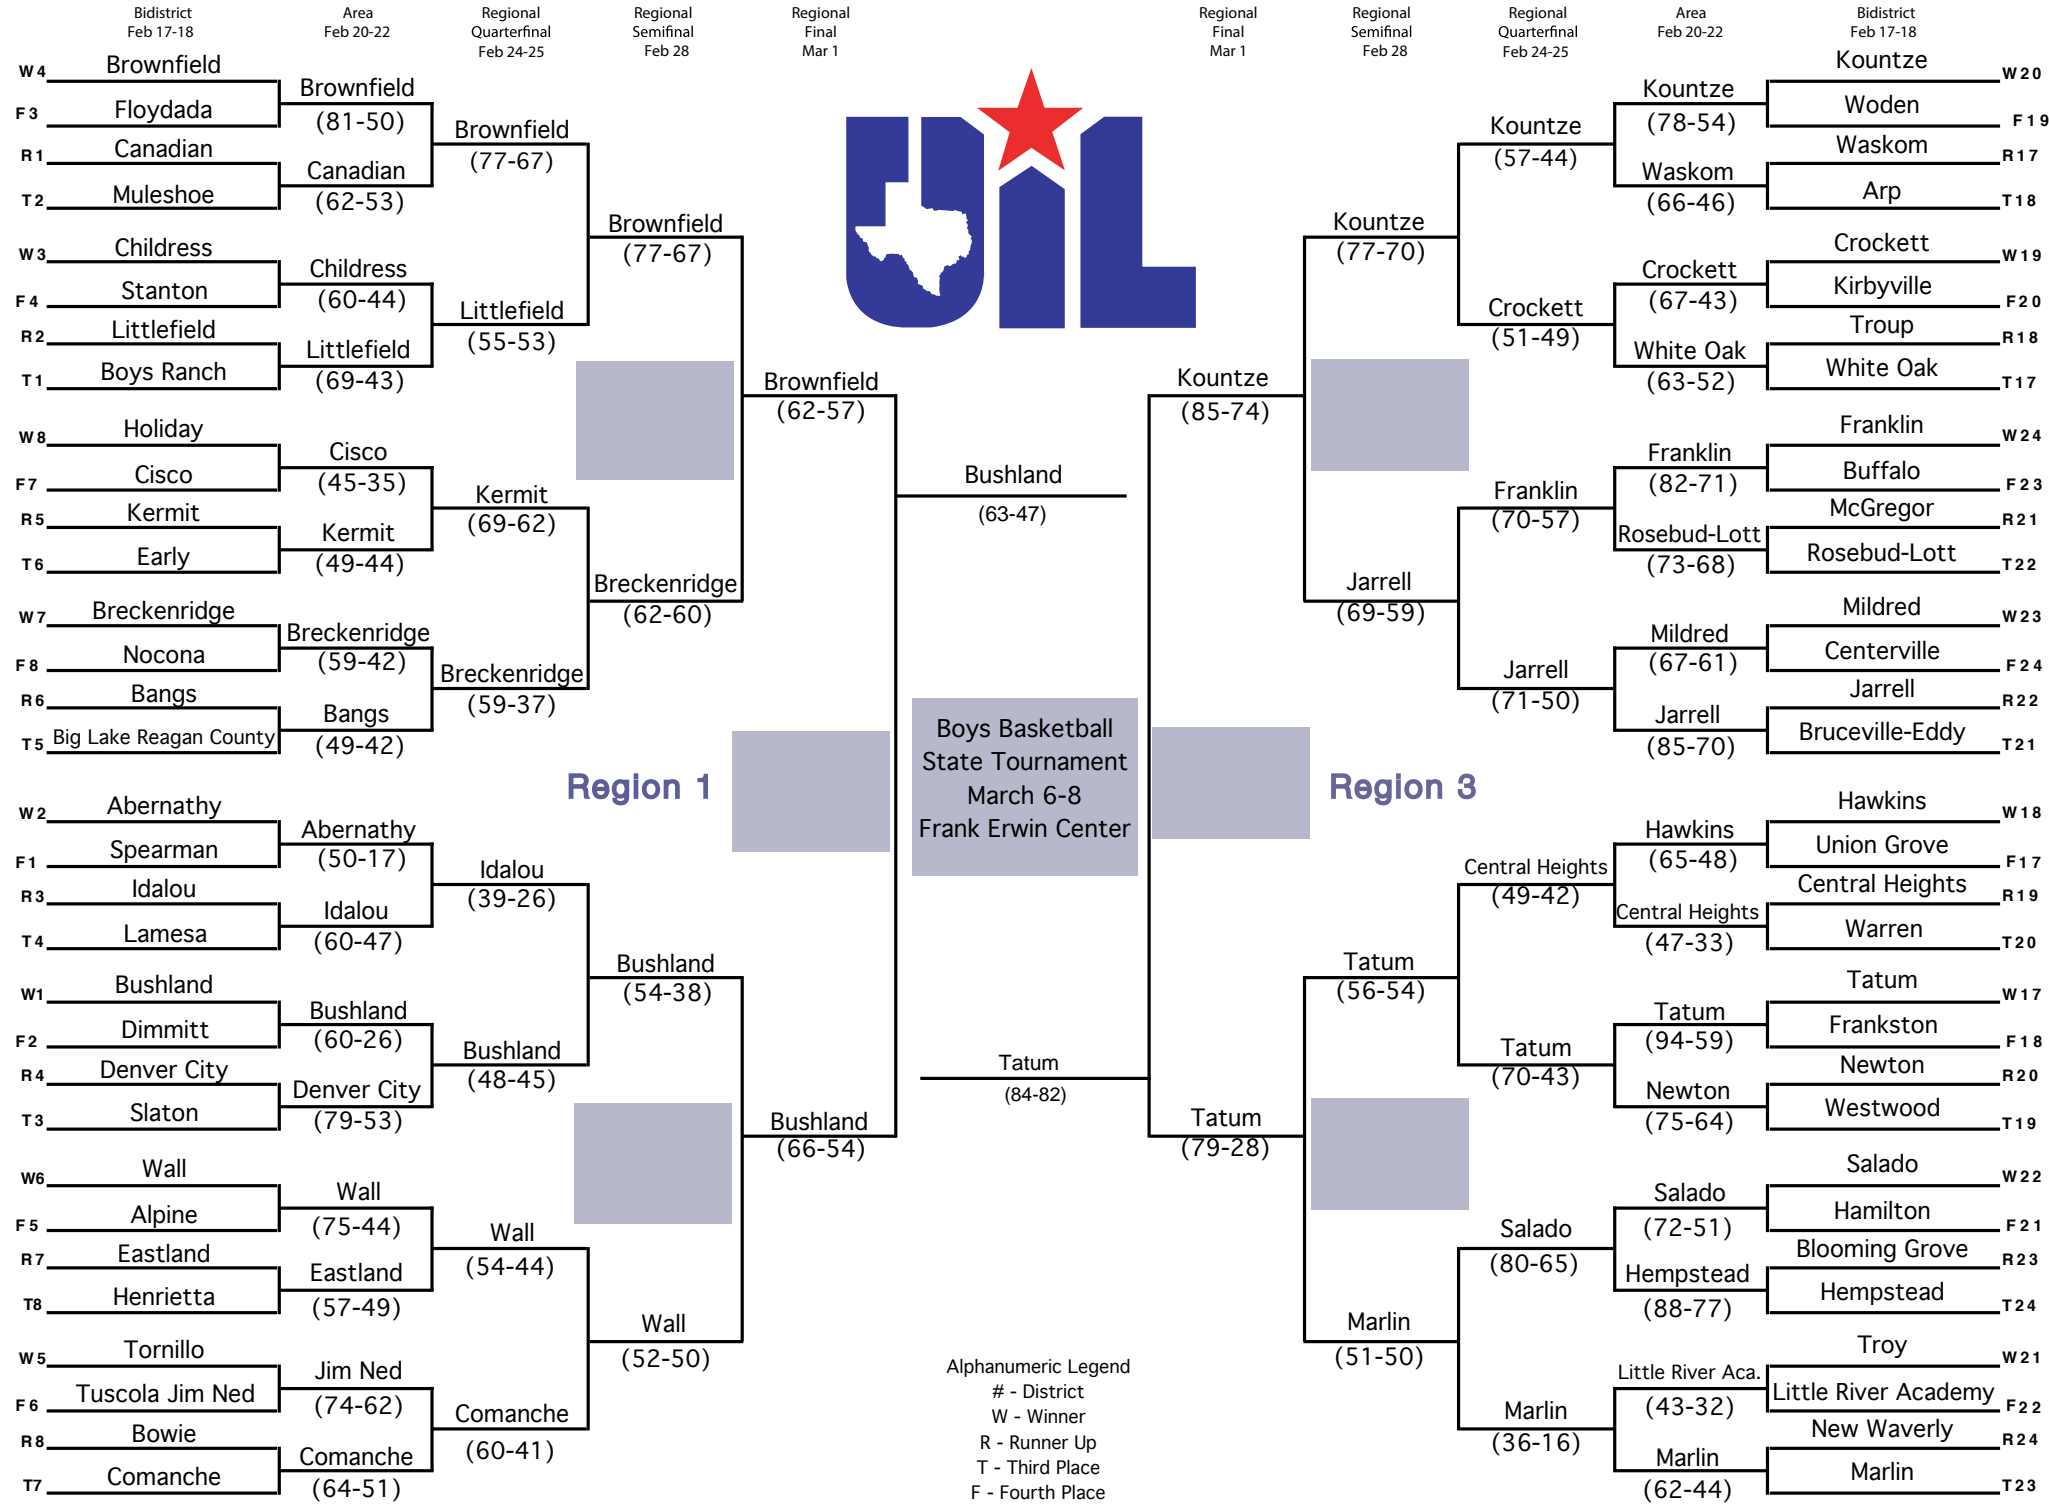 Bidistrict
Feb 17-18
Area
Feb 20-22
Regional
Quarterfinal
Feb 24-25
Regional
Semifinal
Feb 28
Regional
Final
Mar 1
Regional
Final
Mar 1
Regional
Semifinal
Feb 28
Regional
Quarterfinal
Feb 24-25
Area
Feb 20-22
Bidistrict
Feb 17-18
W4 Brownfield
F3 Floydada
R1 Canadian
T2 Muleshoe
W3 Childress
F4 Stanton
R2 Littlefield
T1 Boys Ranch
W8 Holiday
F7 Cisco
R5 Kermit
T6 Early
W7 Breckenridge
F8 Nocona
R6 Bangs
T5 Big Lake Reagan County
W2 Abernathy
F1 Spearman
R3 Idalou
T4 Lamesa
W1 Bushland
F2 Dimmitt
R4 Denver City
T3 Slaton
W6 Wall
F5 Alpine
R7 Eastland
T8 Henrietta
W5 Tornillo
F6 Tuscola Jim Ned
R8 Bowie
T7 Comanche
Brownfield
(81-50)
Canadian
(62-53)
Childress
(60-44)
Littlefield
(69-43)
Cisco
(45-35)
Kermit
(49-44)
Breckenridge
(59-42)
Bangs
(49-42)
Abernathy
(50-17)
Idalou
(60-47)
Bushland
(60-26)
Denver City
(79-53)
Wall
(75-44)
Eastland
(57-49)
Jim Ned
(74-62)
Comanche
(64-51)
Brownfield
(77-67)
Littlefield
(55-53)
Kermit
(69-62)
Breckenridge
(59-37)
Idalou
(39-26)
Bushland
(48-45)
Wall
(54-44)
Comanche
(60-41)
Brownfield
(77-67)
Breckenridge
(62-60)
Region 1
Bushland
(54-38)
Wall
(52-50)
Brownfield
(62-57)
Bushland
(66-54)
UIL
Bushland
(63-47)
Boys Basketball
State Tournament
March 6-8
Frank Erwin Center
Tatum
(84-82)
Alphanumeric Legend
# - District
W - Winner
R - Runner Up
T - Third Place
F - Fourth Place
Kountze
(85-74)
Tatum
(79-28)
Kountze
(77-70)
Jarrell
(69-59)
Region 3
Tatum
(56-54)
Marlin
(51-50)
Kountze
(57-44)
Crockett
(51-49)
Franklin
(70-57)
Jarrell
(71-50)
Central Heights
(49-42)
Tatum
(70-43)
Salado
(80-65)
Marlin
(36-16)
Kountze
(78-54)
Waskom
(66-46)
Crockett
(67-43)
White Oak
(63-52)
Franklin
(82-71)
Rosebud-Lott
(73-68)
Mildred
(67-61)
Jarrell
(85-70)
Hawkins
(65-48)
Central Heights
(47-33)
Tatum
(94-59)
Newton
(75-64)
Salado
(72-51)
Hempstead
(88-77)
Little River Aca.
(43-32)
Marlin
(62-44)
Kountze W20
Woden F19
Waskom R17
Arp T18
Crockett W19
Kirbyville F20
Troup R18
White Oak T17
Franklin W24
Buffalo F23
McGregor R21
Rosebud-Lott T22
Mildred W23
Centerville F24
Jarrell R22
Bruceville-Eddy T21
Hawkins W18
Union Grove F17
Central Heights R19
Warren T20
Tatum W17
Frankston F18
Newton R20
Westwood T19
Salado W22
Hamilton F21
Blooming Grove R23
Hempstead T24
Troy W21
Little River Academy F22
New Waverly R24
Marlin T23